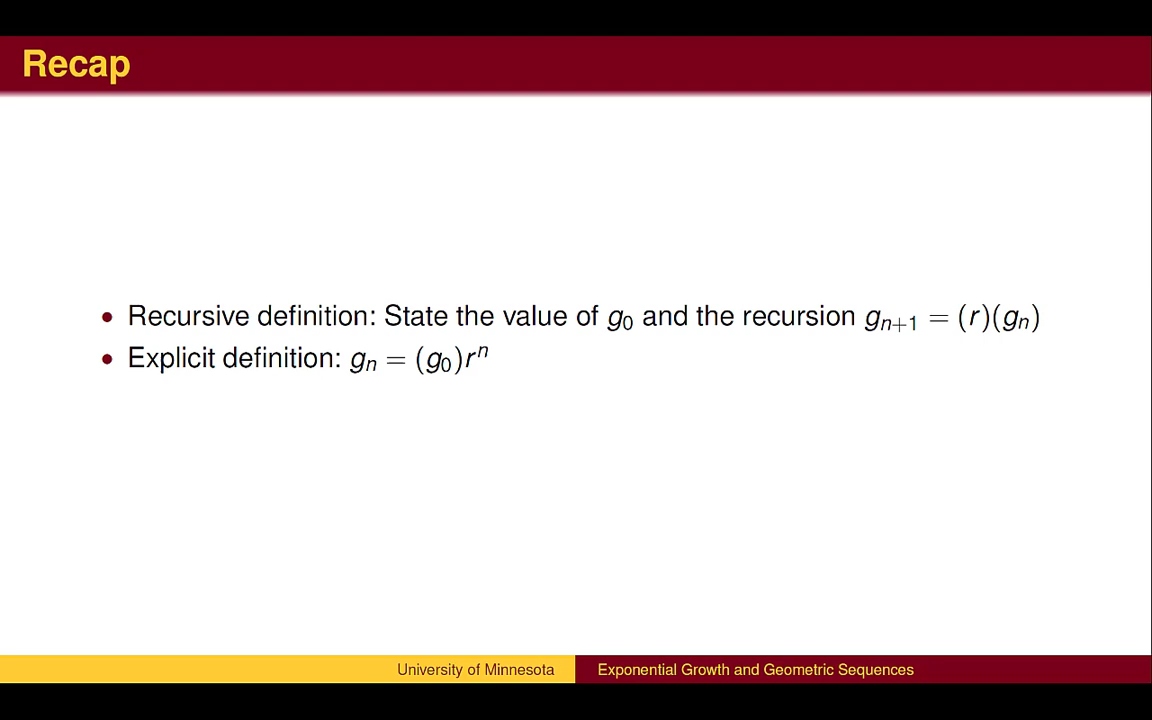 Recap
• Recursive definition: State the value of g₀ and the recursion gₙ₊₁ = (r)(gₙ)
• Explicit definition: gₙ = (g₀)rⁿ
University of Minnesota
Exponential Growth and Geometric Sequences